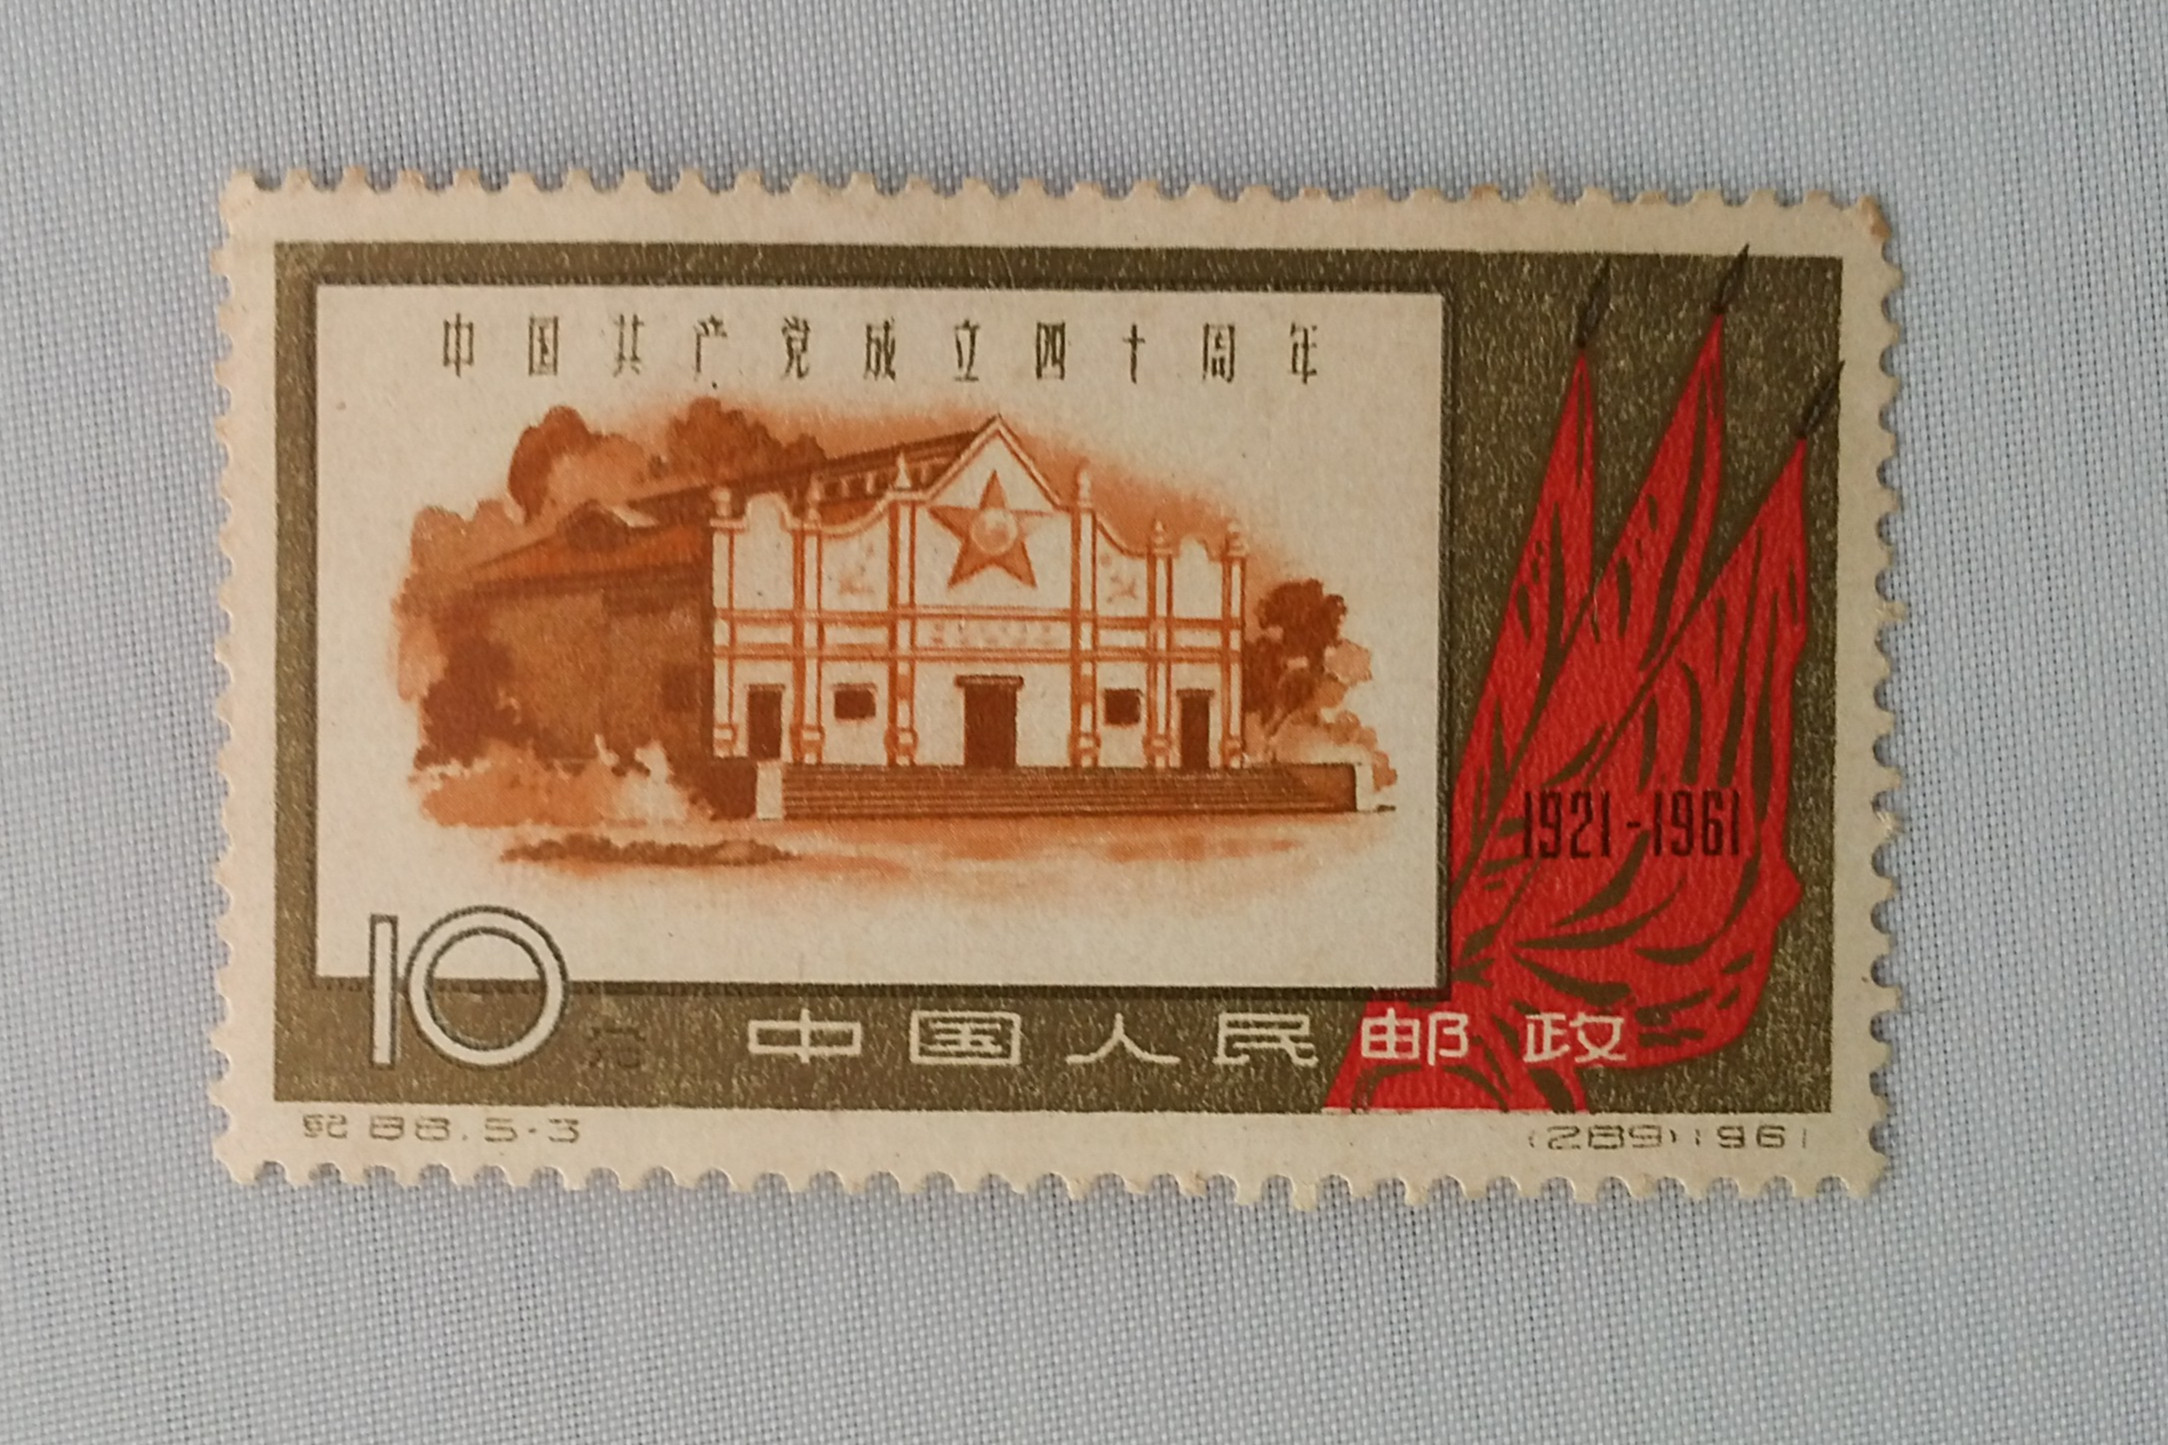 中国共产党成立四十周年
1921-1961
10分
中国人民邮政
纪88.5-3
(289)1961